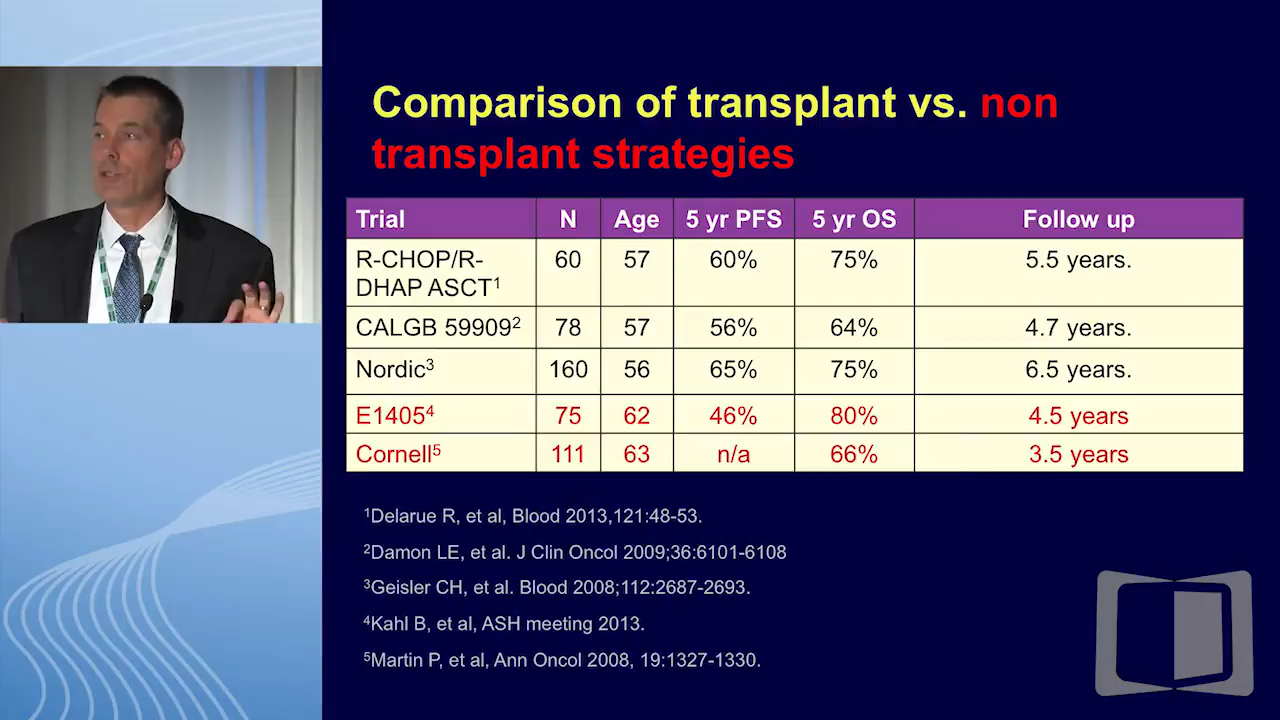 Comparison of transplant vs. non
transplant strategies
Trial N Age 5 yr PFS 5 yr OS Follow up
R-CHOP/R-
DHAP ASCT¹ 60 57 60% 75% 5.5 years.
CALGB 59909² 78 57 56% 64% 4.7 years.
Nordic³ 160 56 65% 75% 6.5 years.
E1405⁴ 75 62 46% 80% 4.5 years
Cornell⁵ 111 63 n/a 66% 3.5 years
¹Delarue R, et al, Blood 2013,121:48-53.
²Damon LE, et al. J Clin Oncol 2009;36:6101-6108
³Geisler CH, et al. Blood 2008;112:2687-2693.
⁴Kahl B, et al, ASH meeting 2013.
⁵Martin P, et al, Ann Oncol 2008, 19:1327-1330.